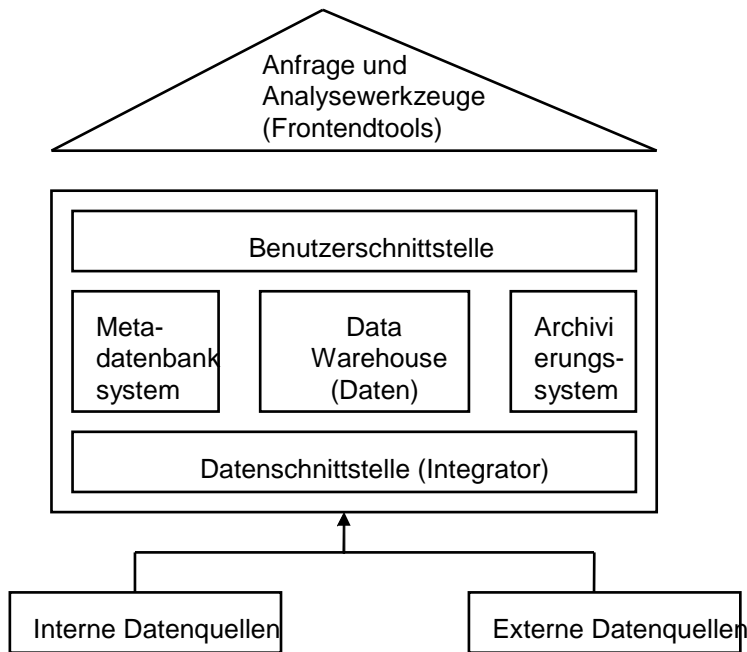 Anfrage und
Analysewerkzeuge
(Frontendtools)
Benutzerschnittstelle
Meta-
datenbank
system
Data
Warehouse
(Daten)
Archivi
erungs-
system
Datenschnittstelle (Integrator)
Interne Datenquellen
Externe Datenquellen